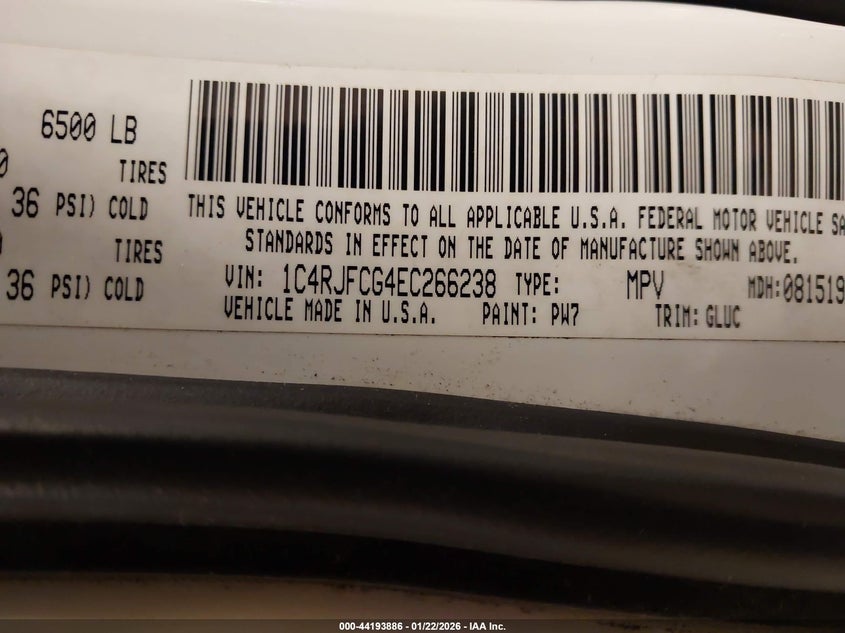 6500 LB
0 TIRES
36 PSI) COLD
0 TIRES
36 PSI) COLD
THIS VEHICLE CONFORMS TO ALL APPLICABLE U.S.A. FEDERAL MOTOR VEHICLE SA
STANDARDS IN EFFECT ON THE DATE OF MANUFACTURE SHOWN ABOVE.
VIN: 1C4RJFCG4EC266238 TYPE: MPV MDH:081519
VEHICLE MADE IN U.S.A. PAINT: PW7 TRIM: GLUC
000-44193886 - 01/22/2026 - IAA Inc.